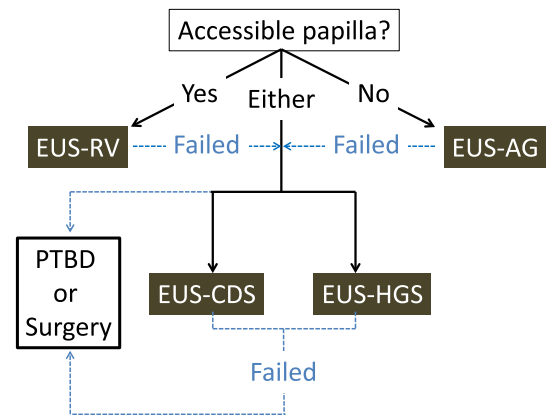 Accessible papilla?
Yes
Either
No
EUS-RV
Failed
Failed
EUS-AG
PTBD
or
Surgery
EUS-CDS
EUS-HGS
Failed